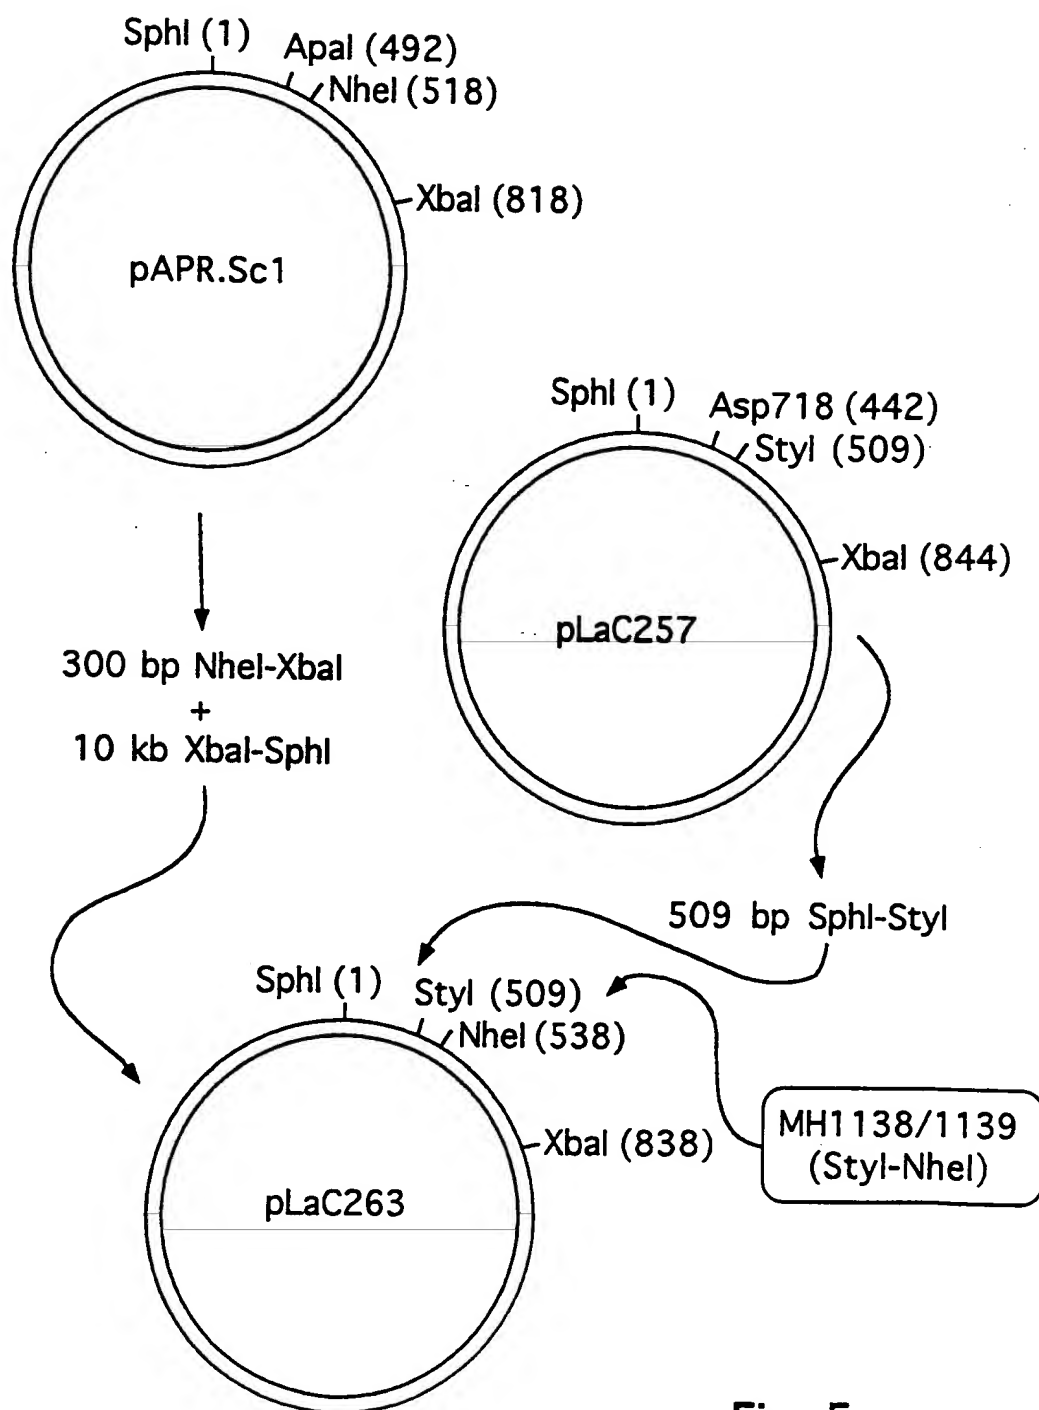 SphI (1)
ApaI (492)
NheI (518)
XbaI (818)
pAPR.Sc1
SphI (1)
Asp718 (442)
StyI (509)
XbaI (844)
pLaC257
300 bp NheI-XbaI
+
10 kb XbaI-SphI
509 bp SphI-StyI
SphI (1)
StyI (509)
NheI (538)
XbaI (838)
pLaC263
MH1138/1139
(StyI-NheI)